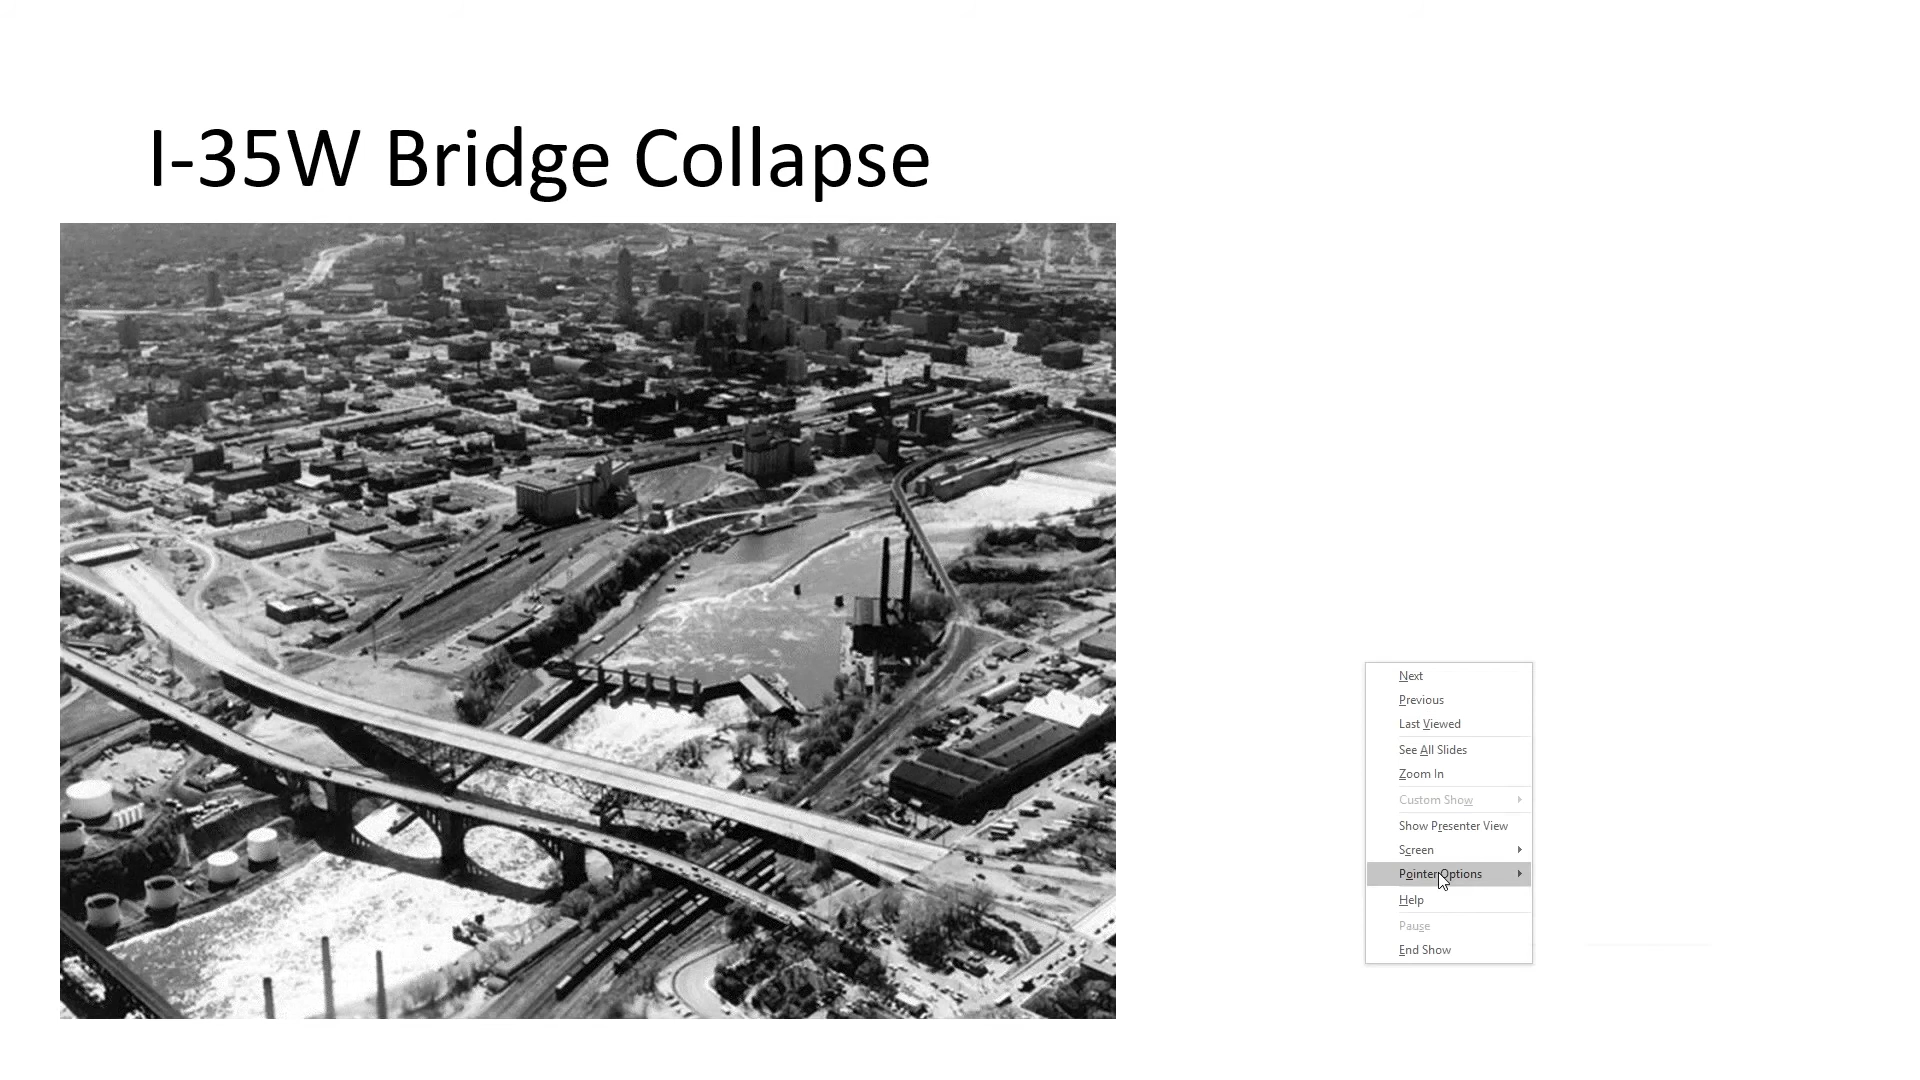 I-35W Bridge Collapse
Next
Previous
Last Viewed
See All Slides
Zoom In
Custom Show
Show Presenter View
Screen
Pointer Options
Help
Pause
End Show